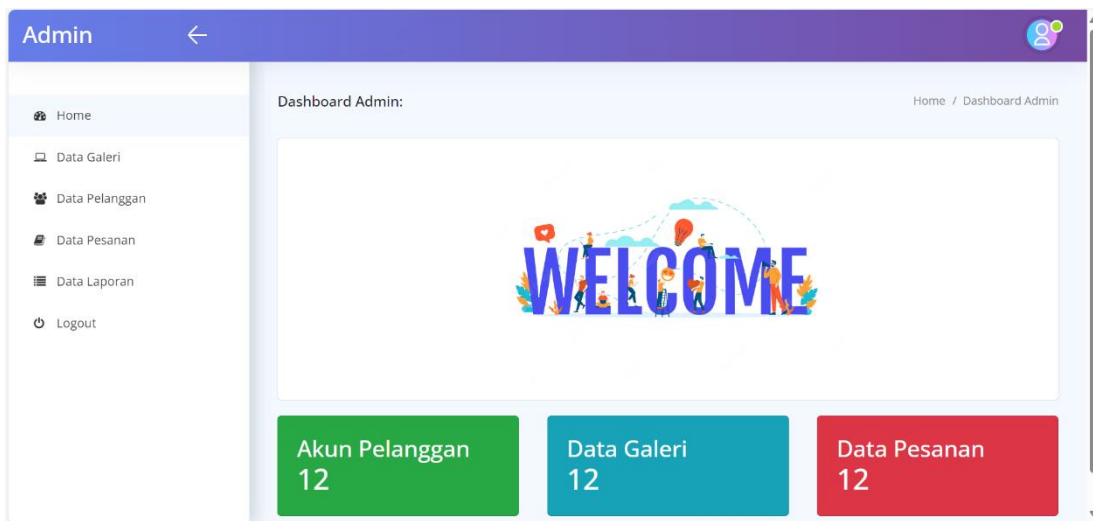 Admin
Home
Data Galeri
Data Pelanggan
Data Pesanan
Data Laporan
Logout
Dashboard Admin:
Home / Dashboard Admin
WELCOME
Akun Pelanggan
12
Data Galeri
12
Data Pesanan
12